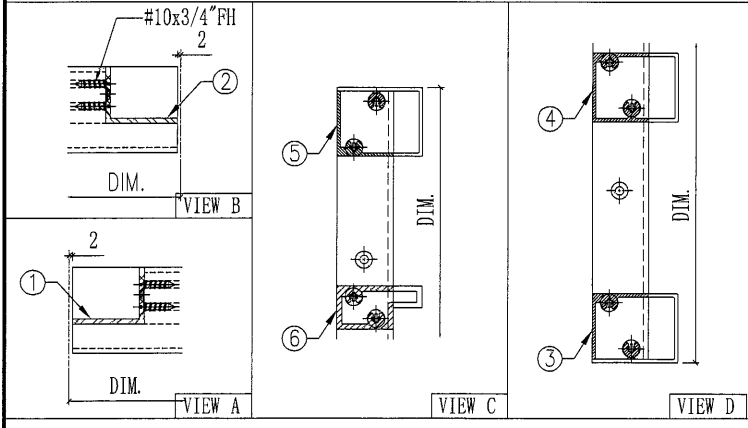 #10x3/4"FH
2
2
DIM.
VIEW B
2
1
DIM.
VIEW A
5
DIM.
6
VIEW C
4
DIM.
3
VIEW D